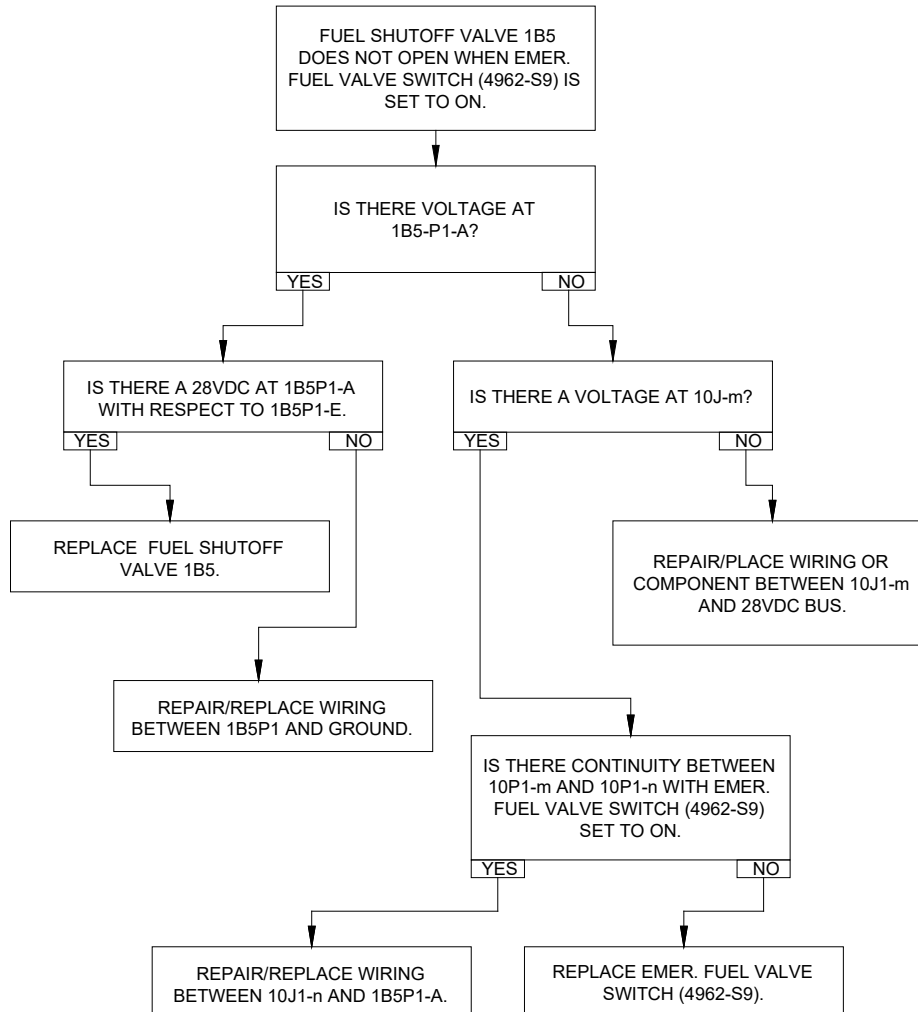 FUEL SHUTOFF VALVE 1B5
DOES NOT OPEN WHEN EMER.
FUEL VALVE SWITCH (4962-S9) IS
SET TO ON.
IS THERE VOLTAGE AT
1B5-P1-A?
YES
NO
IS THERE A 28VDC AT 1B5P1-A
WITH RESPECT TO 1B5P1-E.
YES
NO
IS THERE A VOLTAGE AT 10J-m?
YES
NO
REPLACE FUEL SHUTOFF
VALVE 1B5.
REPAIR/PLACE WIRING OR
COMPONENT BETWEEN 10J1-m
AND 28VDC BUS.
REPAIR/REPLACE WIRING
BETWEEN 1B5P1 AND GROUND.
IS THERE CONTINUITY BETWEEN
10P1-m AND 10P1-n WITH EMER.
FUEL VALVE SWITCH (4962-S9)
SET TO ON.
YES
NO
REPAIR/REPLACE WIRING
BETWEEN 10J1-n AND 1B5P1-A.
REPLACE EMER. FUEL VALVE
SWITCH (4962-S9).